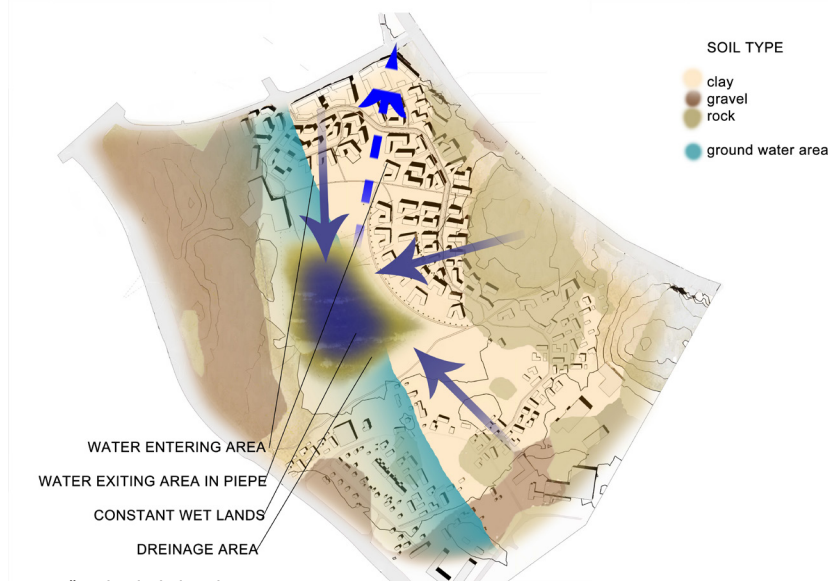 SOIL TYPE
clay
gravel
rock
ground water area
WATER ENTERING AREA
WATER EXITING AREA IN PIEPE
CONSTANT WET LANDS
DREINAGE AREA